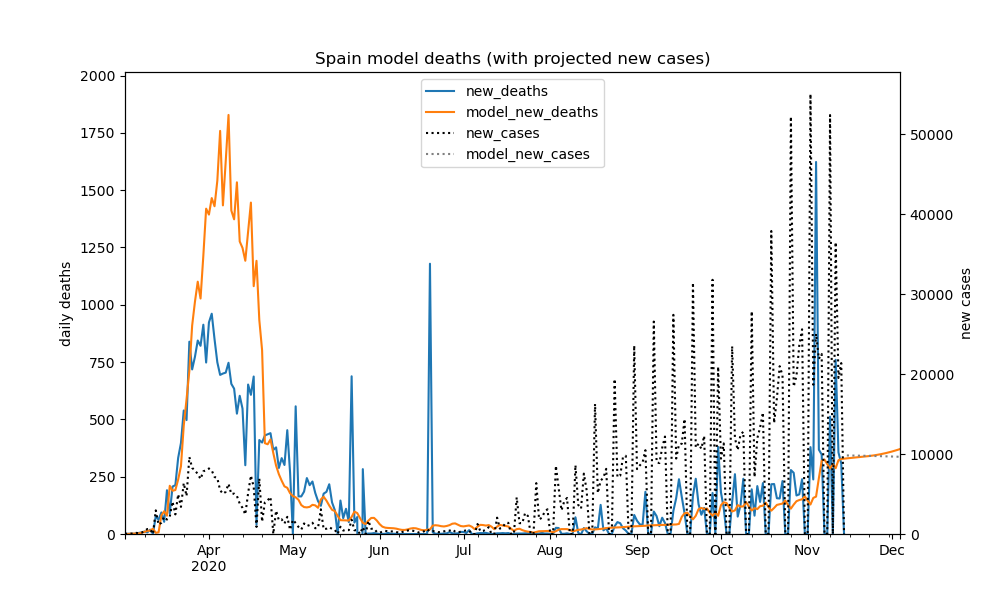 Spain model deaths (with projected new cases)
new_deaths
model_new_deaths
new_cases
model_new_cases
daily deaths
2000
1750
1500
1250
1000
750
500
250
0
new cases
50000
40000
30000
20000
10000
0
Apr
2020
May
Jun
Jul
Aug
Sep
Oct
Nov
Dec